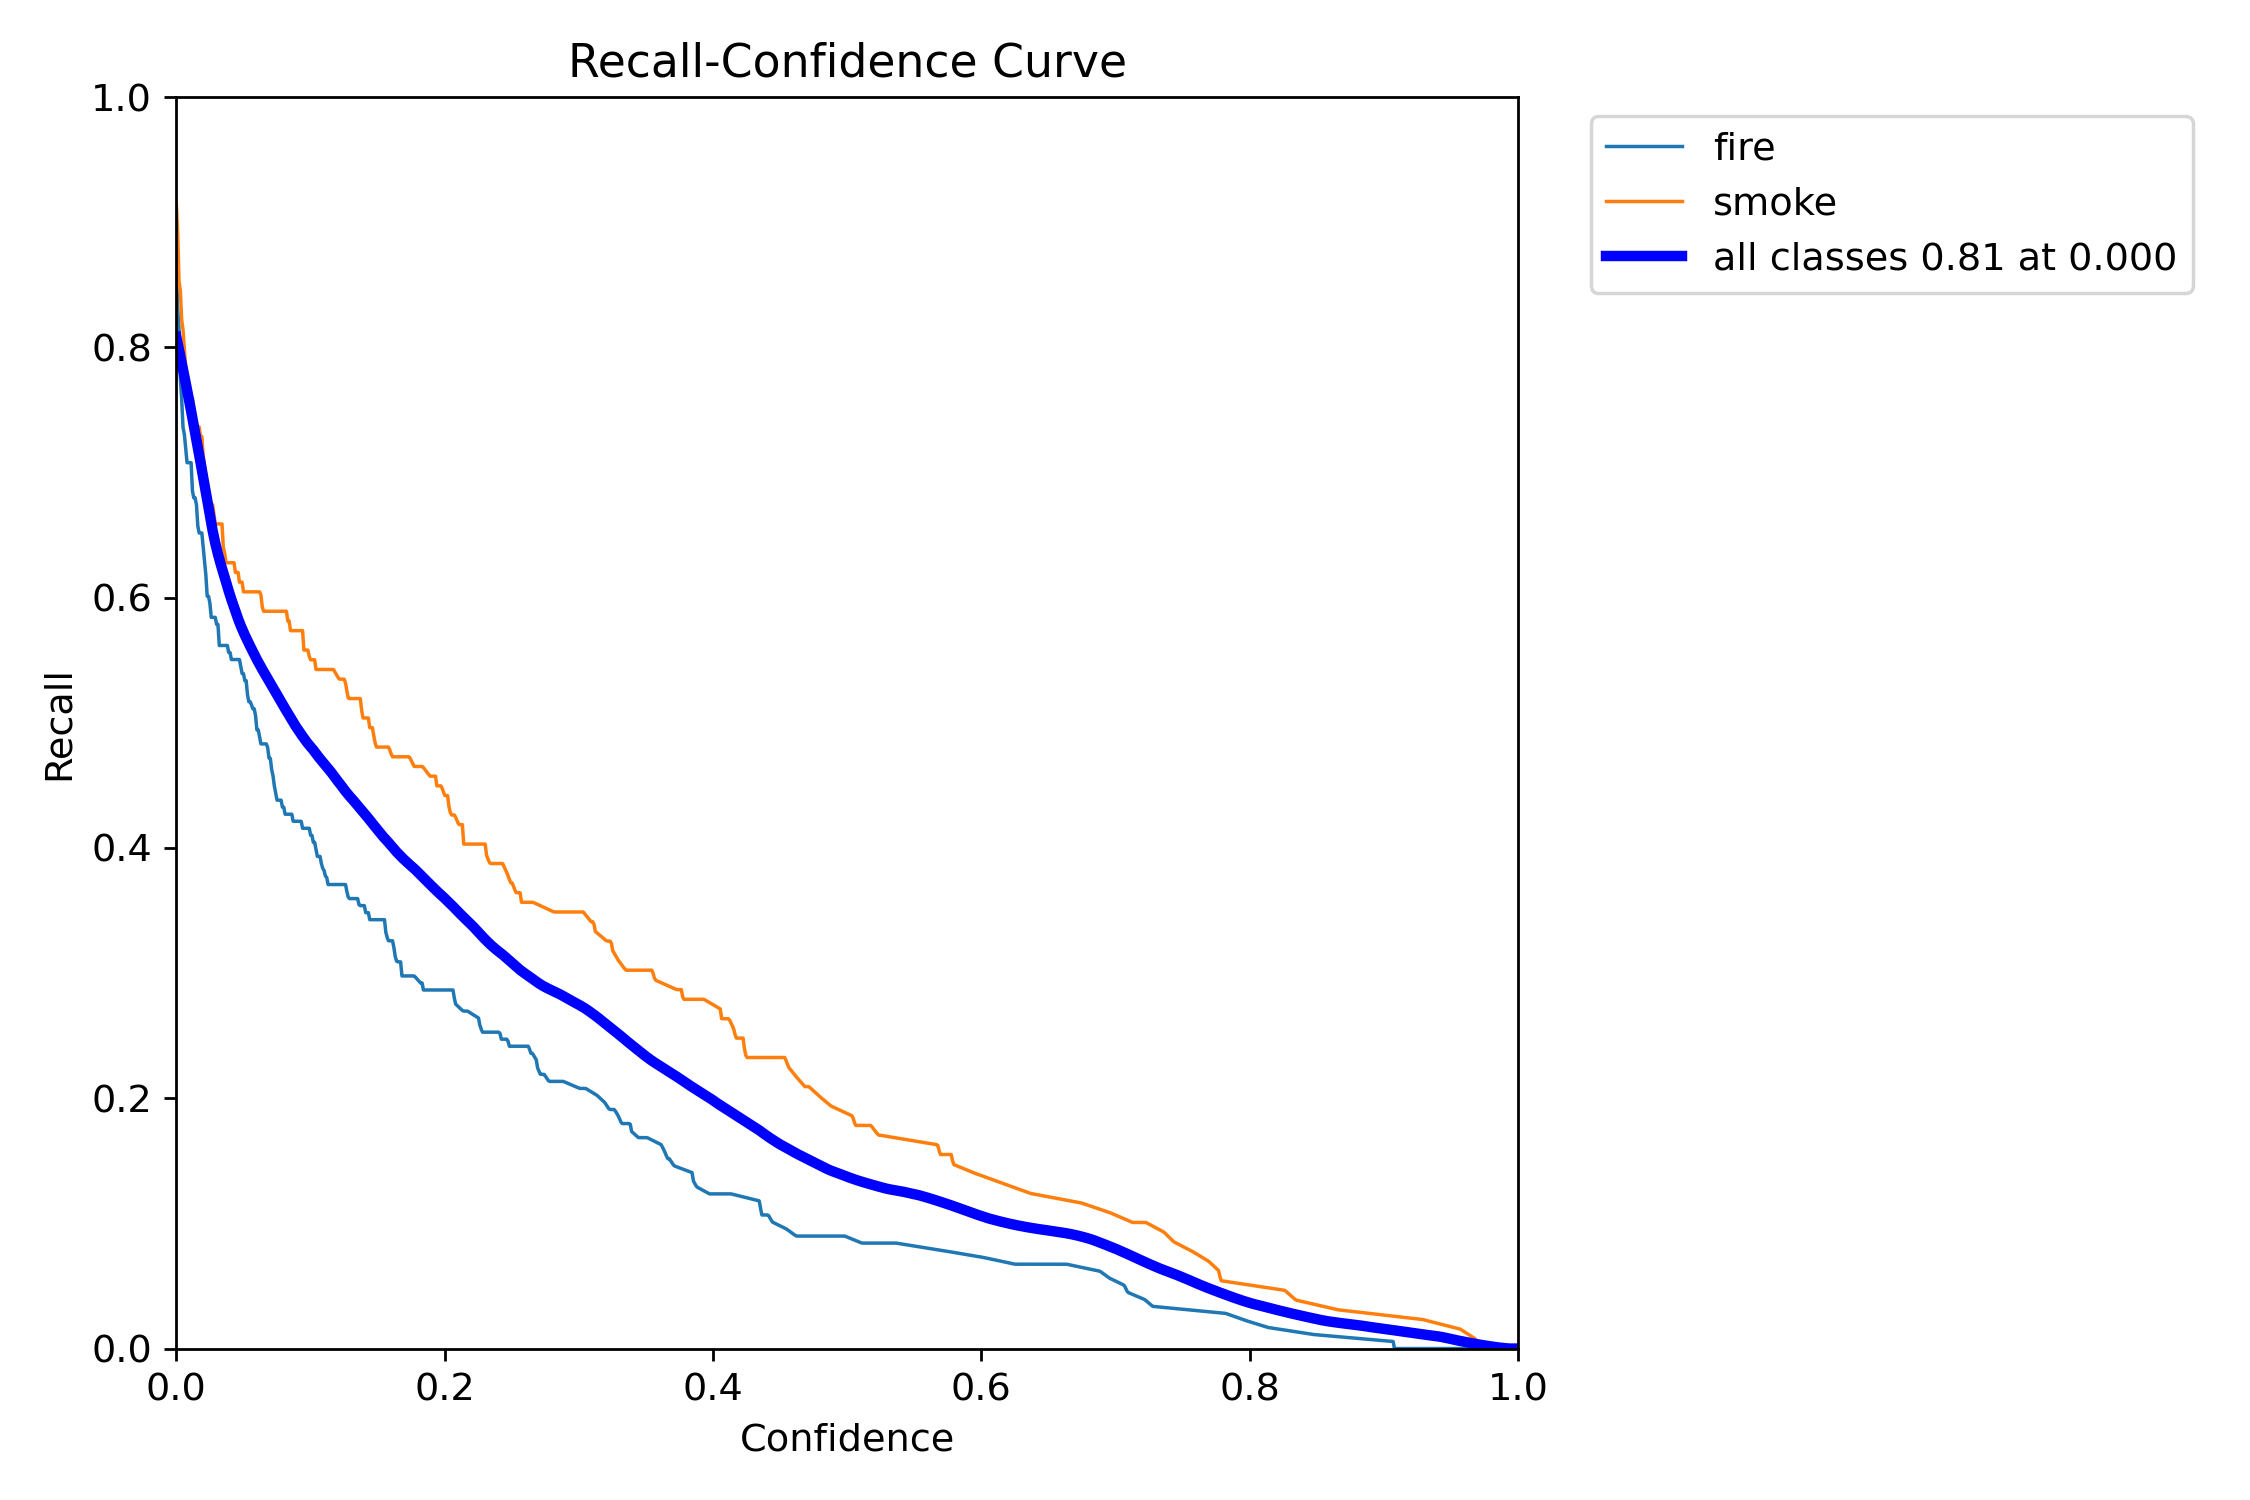 Recall-Confidence Curve
1.0
0.8
0.6
0.4
0.2
0.0
Recall
0.0 0.2 0.4 0.6 0.8 1.0
Confidence
fire
smoke
all classes 0.81 at 0.000